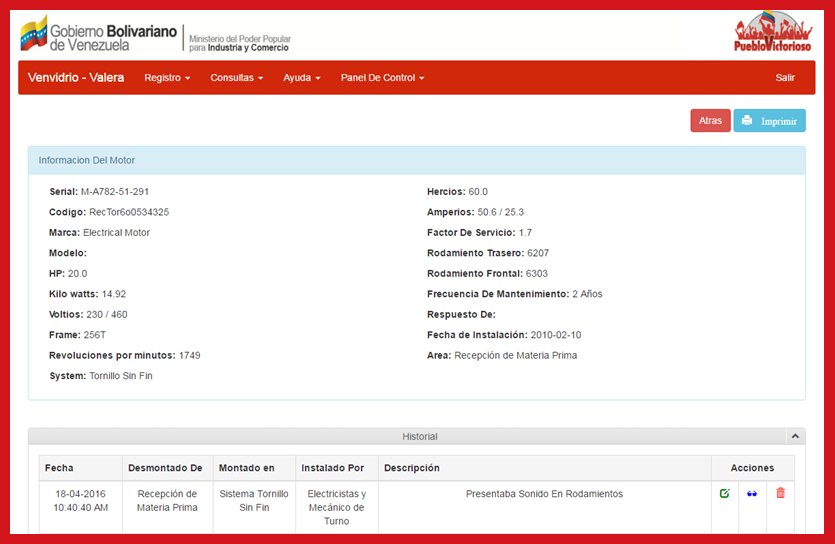 Gobierno Bolivariano
de Venezuela
Ministerio del Poder Popular
para Industria y Comercio
PuebloVictorioso
Venvidrio - Valera
Registro
Consultas
Ayuda
Panel De Control
Salir
Atras
Imprimir
Informacion Del Motor
Serial: M-A782-51-291
Codigo: RecTor6o0534325
Marca: Electrical Motor
Modelo:
HP: 20.0
Kilo watts: 14.92
Voltios: 230 / 460
Frame: 256T
Revoluciones por minutos: 1749
System: Tornillo Sin Fin
Hercios: 60.0
Amperios: 50.6 / 25.3
Factor De Servicio: 1.7
Rodamiento Trasero: 6207
Rodamiento Frontal: 6303
Frecuencia De Mantenimiento: 2 Años
Respuesto De:
Fecha de Instalación: 2010-02-10
Area: Recepción de Materia Prima
Historial
Fecha
Desmontado De
Montado en
Instalado Por
Descripción
Acciones
18-04-2016
10:40:40 AM
Recepción de
Materia Prima
Sistema Tornillo
Sin Fin
Electricistas y
Mecánico de
Turno
Presentaba Sonido En Rodamientos